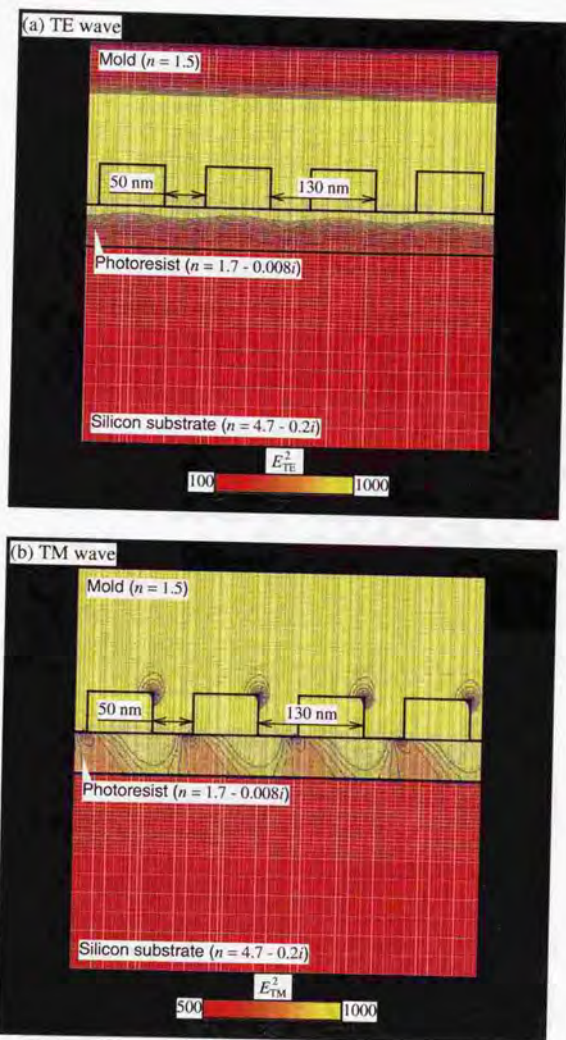 (a) TE wave
Mold (n = 1.5)
50 nm
130 nm
Photoresist (n = 1.7 - 0.008i)
Silicon substrate (n = 4.7 - 0.2i)
E²TE
100
1000
(b) TM wave
Mold (n = 1.5)
50 nm
130 nm
Photoresist (n = 1.7 - 0.008i)
Silicon substrate (n = 4.7 - 0.2i)
E²TM
500
1000